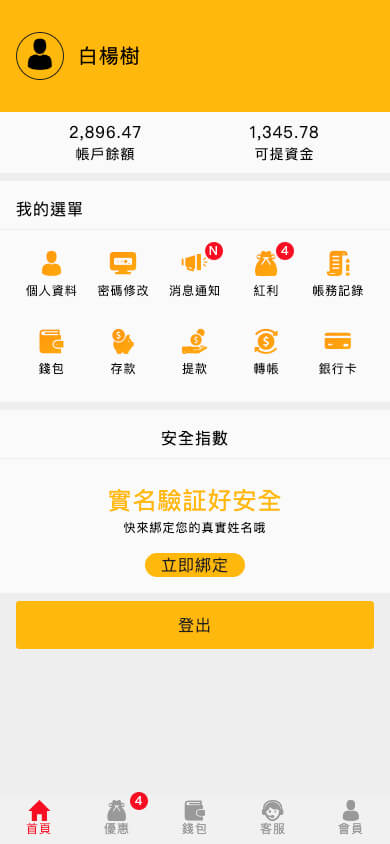 白楊樹
2,896.47 1,345.78
帳戶餘額 可提資金
我的選單
N 4
個人資料 密碼修改 消息通知 紅利 帳務記錄
錢包 存款 提款 轉帳 銀行卡
安全指數
實名驗証好安全
快來綁定您的真實姓名哦
立即綁定
登出
4
首頁 優惠 錢包 客服 會員